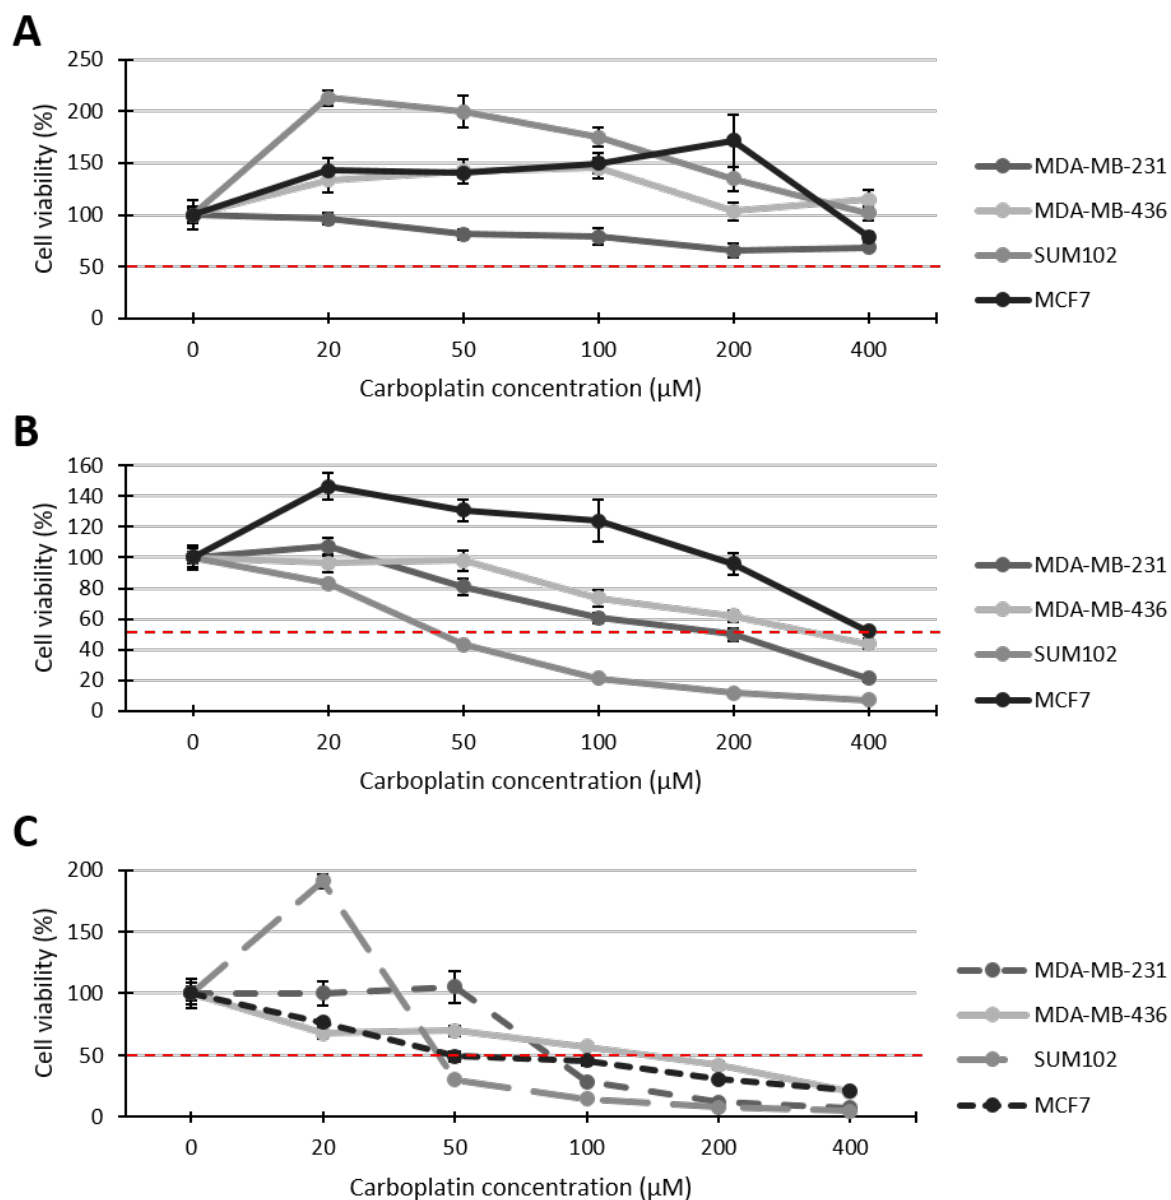 A
250
200
150
100
50
0
Cell viability (%)
0 20 50 100 200 400
Carboplatin concentration (µM)
MDA-MB-231
MDA-MB-436
SUM102
MCF7
B
160
140
120
100
80
60
40
20
0
Cell viability (%)
0 20 50 100 200 400
Carboplatin concentration (µM)
MDA-MB-231
MDA-MB-436
SUM102
MCF7
C
200
150
100
50
0
Cell viability (%)
0 20 50 100 200 400
Carboplatin concentration (µM)
MDA-MB-231
MDA-MB-436
SUM102
MCF7